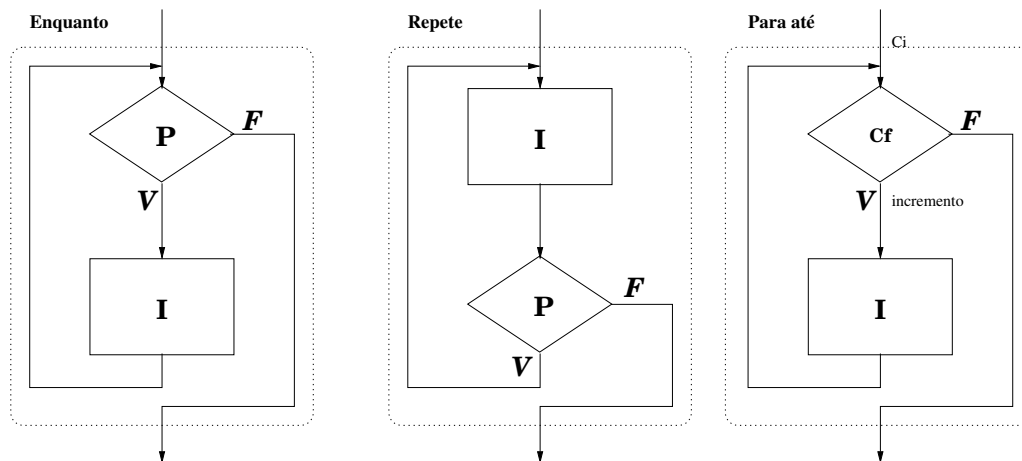 Enquanto
P
F
V
I
Repete
I
P
F
V
Para até
Ci
Cf
F
V
incremento
I